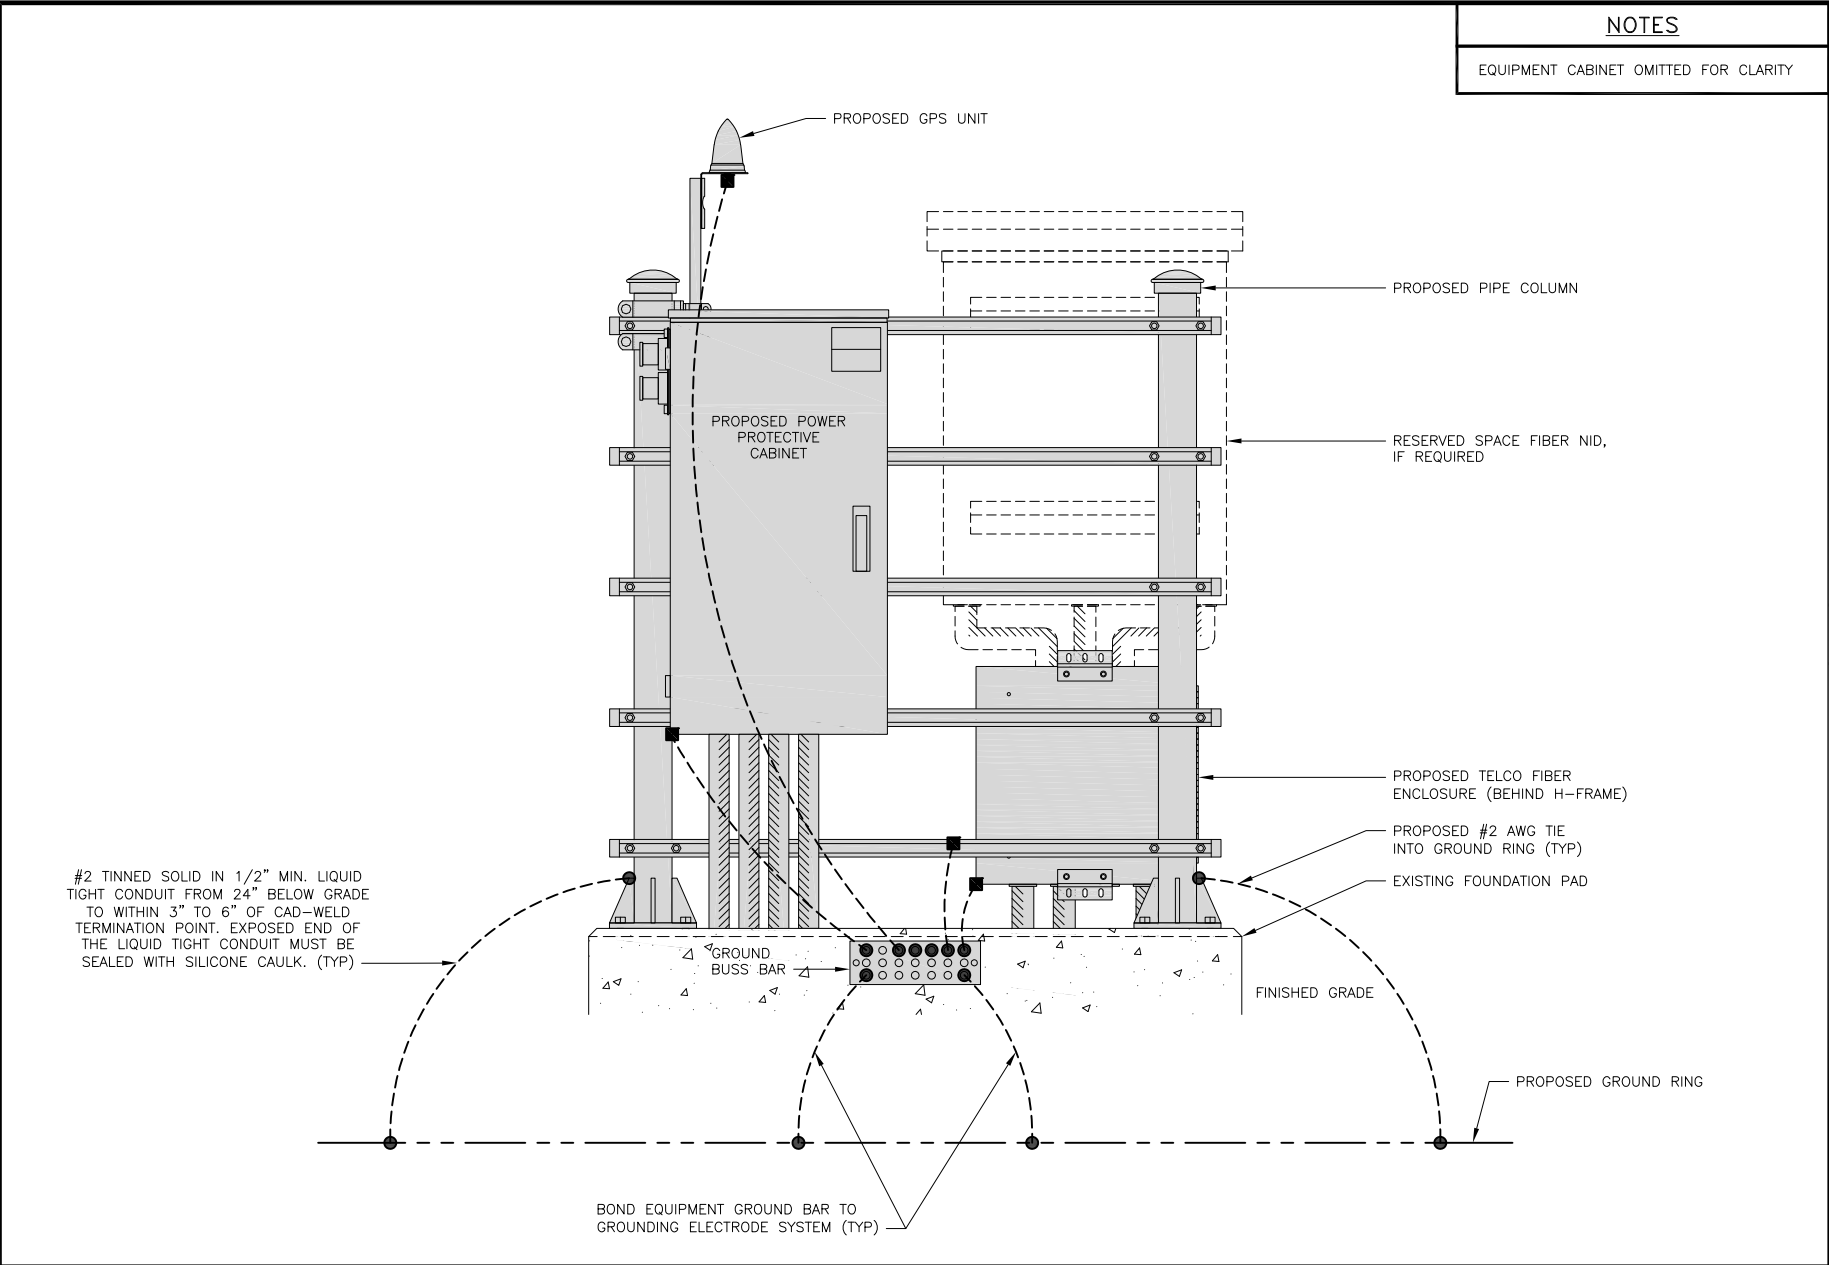 NOTES
EQUIPMENT CABINET OMITTED FOR CLARITY
PROPOSED GPS UNIT
PROPOSED PIPE COLUMN
PROPOSED POWER
PROTECTIVE
CABINET
RESERVED SPACE FIBER NID,
IF REQUIRED
PROPOSED TELCO FIBER
ENCLOSURE (BEHIND H-FRAME)
PROPOSED #2 AWG TIE
INTO GROUND RING (TYP)
EXISTING FOUNDATION PAD
#2 TINNED SOLID IN 1/2" MIN. LIQUID
TIGHT CONDUIT FROM 24" BELOW GRADE
TO WITHIN 3" TO 6" OF CAD-WELD
TERMINATION POINT. EXPOSED END OF
THE LIQUID TIGHT CONDUIT MUST BE
SEALED WITH SILICONE CAULK. (TYP)
GROUND
BUSS BAR
FINISHED GRADE
PROPOSED GROUND RING
BOND EQUIPMENT GROUND BAR TO
GROUNDING ELECTRODE SYSTEM (TYP)